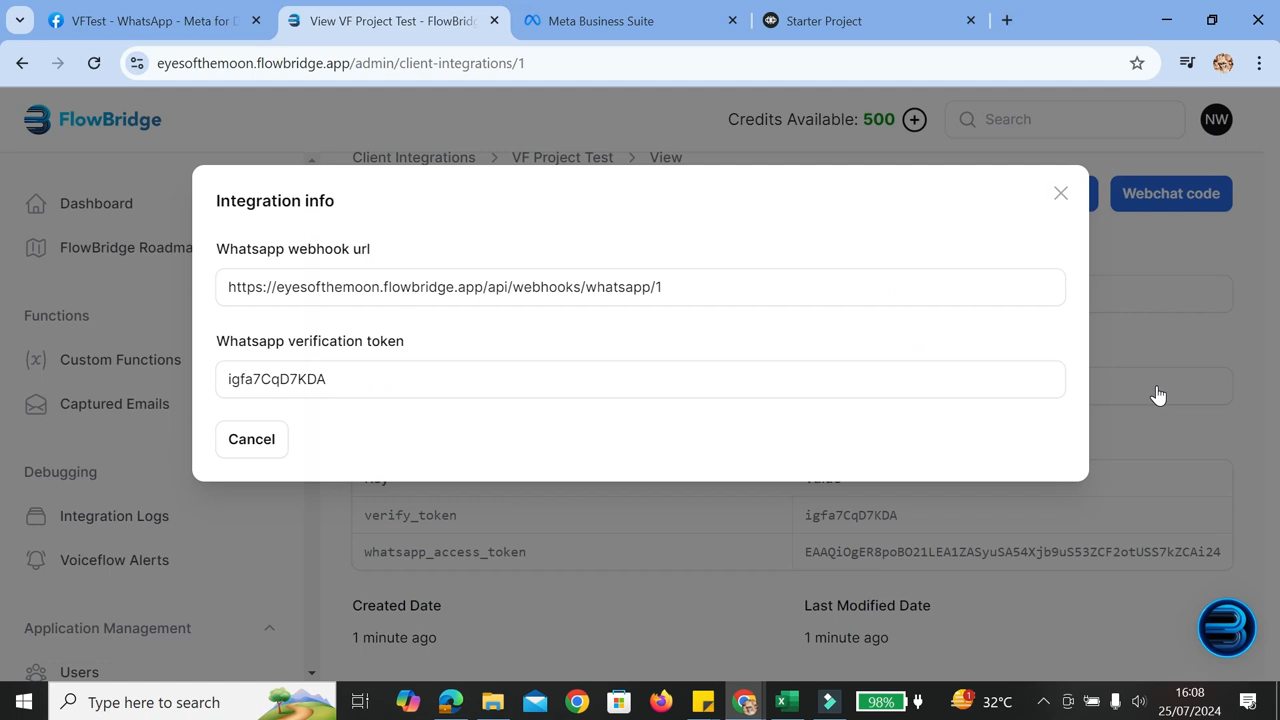 VFTest - WhatsApp - Meta for D
View VF Project Test - FlowBridg
Meta Business Suite
Starter Project
eyesofthemoon.flowbridge.app/admin/client-integrations/1
FlowBridge
Credits Available: 500
Search
NW
Client Integrations
VF Project Test
View
Webchat code
Dashboard
FlowBridge Roadma
Functions
Custom Functions
Captured Emails
Debugging
Integration Logs
Voiceflow Alerts
Application Management
Users
Integration info
Whatsapp webhook url
https://eyesofthemoon.flowbridge.app/api/webhooks/whatsapp/1
Whatsapp verification token
igfa7CqD7KDA
Cancel
verify_token
igfa7CqD7KDA
whatsapp_access_token
EAAQiOgER8poBO21LEA1ZASyuSA54Xjb9uS53ZCF2otUSS7kZCAi24
Created Date
Last Modified Date
1 minute ago
1 minute ago
Type here to search
98%
1
32°C
16:08
25/07/2024